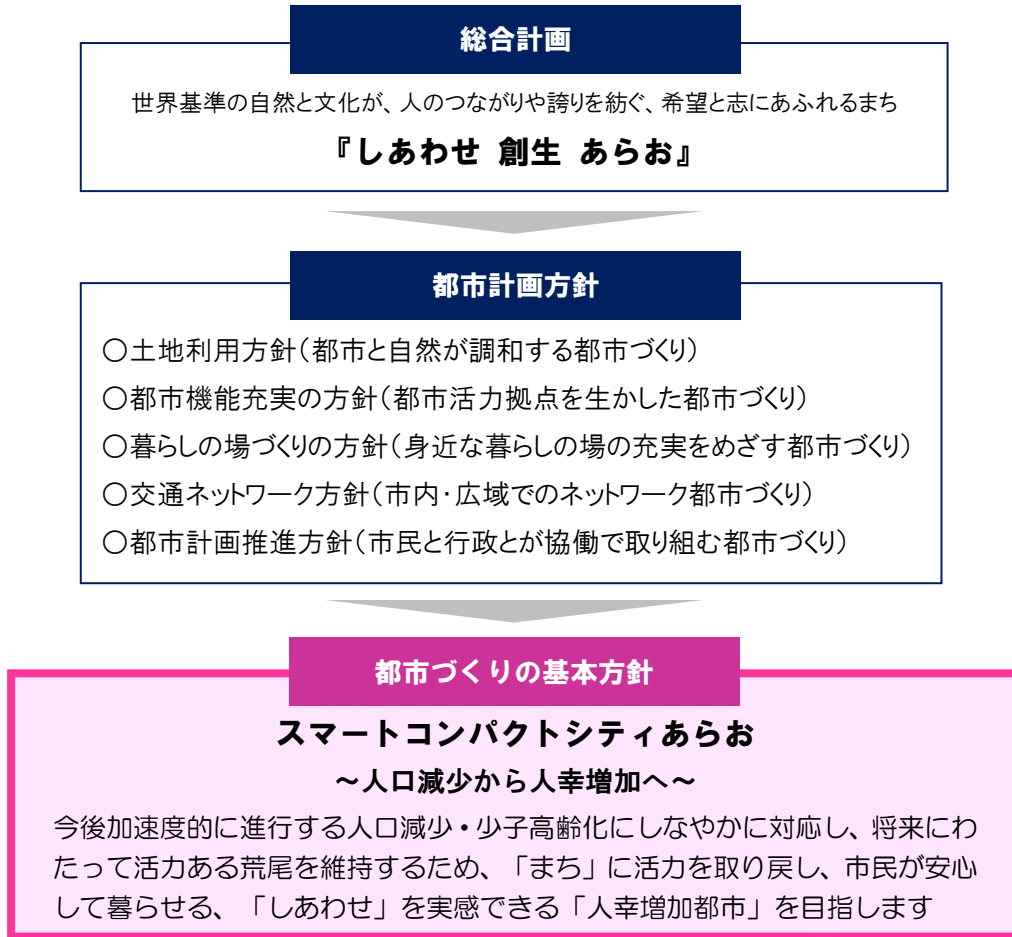 総合計画
世界基準の自然と文化が、人のつながりや誇りを紡ぐ、希望と志にあふれるまち
『しあわせ 創生 あらお』
都市計画方針
○土地利用方針（都市と自然が調和する都市づくり）
○都市機能充実の方針（都市活力拠点を生かした都市づくり）
○暮らしの場づくりの方針（身近な暮らしの場の充実をめざす都市づくり）
○交通ネットワーク方針（市内・広域でのネットワーク都市づくり）
○都市計画推進方針（市民と行政とが協働で取り組む都市づくり）
都市づくりの基本方針
スマートコンパクトシティあらお
～人口減少から人幸増加へ～
今後加速度的に進行する人口減少・少子高齢化にしなやかに対応し、将来にわ
たって活力ある荒尾を維持するため、「まち」に活力を取り戻し、市民が安心
して暮らせる、「しあわせ」を実感できる「人幸増加都市」を目指します